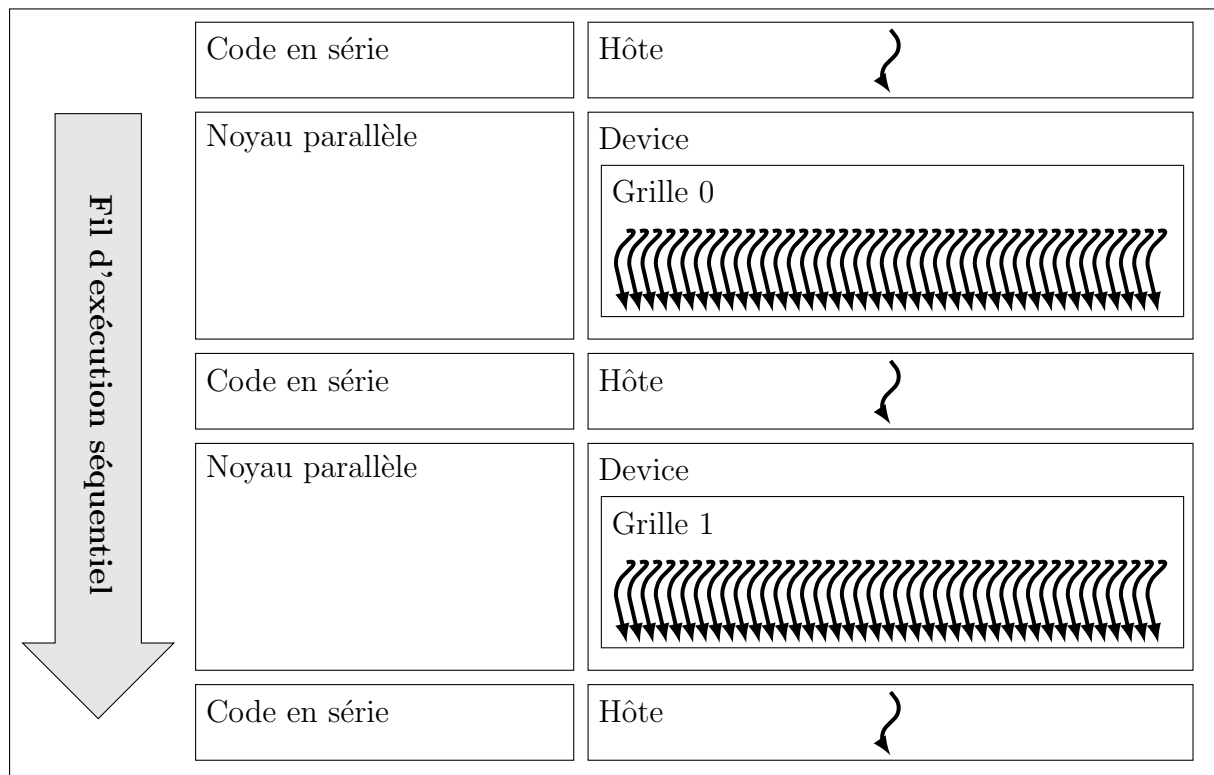 Code en série
Hôte
Noyau parallèle
Device
Grille 0
Fil d'exécution séquentiel
Code en série
Hôte
Noyau parallèle
Device
Grille 1
Code en série
Hôte